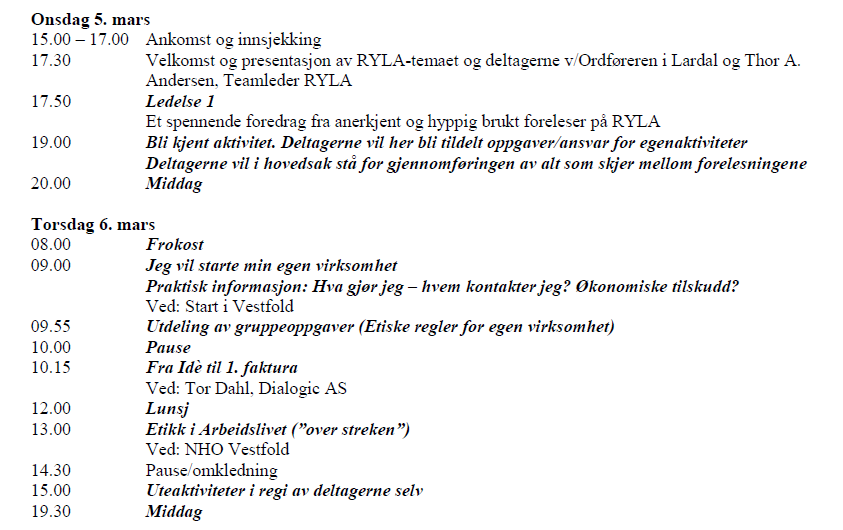 Onsdag 5. mars
15.00 – 17.00 Ankomst og innsjekking
17.30 Velkomst og presentasjon av RYLA-temaet og deltagerne v/Ordføreren i Lardal og Thor A.
Andersen, Teamleder RYLA
17.50 Ledelse 1
Et spennende foredrag fra anerkjent og hyppig brukt foreleser på RYLA
19.00 Bli kjent aktivitet. Deltagerne vil her bli tildelt oppgaver/ansvar for egenaktiviteter
Deltagerne vil i hovedsak stå for gjennomføringen av alt som skjer mellom forelesningene
20.00 Middag
Torsdag 6. mars
08.00 Frokost
09.00 Jeg vil starte min egen virksomhet
Praktisk informasjon: Hva gjør jeg – hvem kontakter jeg? Økonomiske tilskudd?
Ved: Start i Vestfold
09.55 Utdeling av gruppeoppgaver (Etiske regler for egen virksomhet)
10.00 Pause
10.15 Fra Idè til 1. faktura
Ved: Tor Dahl, Dialogic AS
12.00 Lunsj
13.00 Etikk i Arbeidslivet (”over streken”)
Ved: NHO Vestfold
14.30 Pause/omkledning
15.00 Uteaktiviteter i regi av deltagerne selv
19.30 Middag